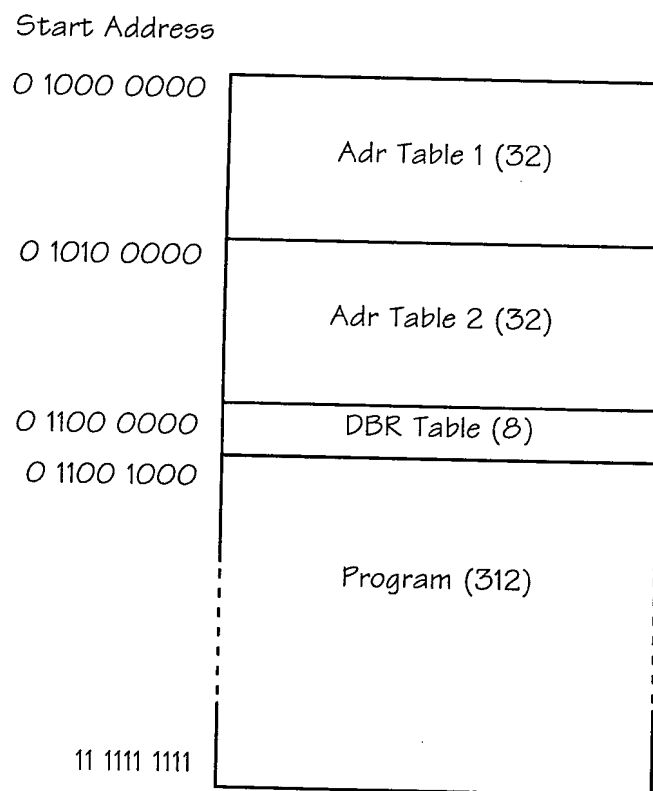 Start Address
0 1000 0000
Adr Table 1 (32)
0 1010 0000
Adr Table 2 (32)
0 1100 0000
DBR Table (8)
0 1100 1000
Program (312)
11 1111 1111